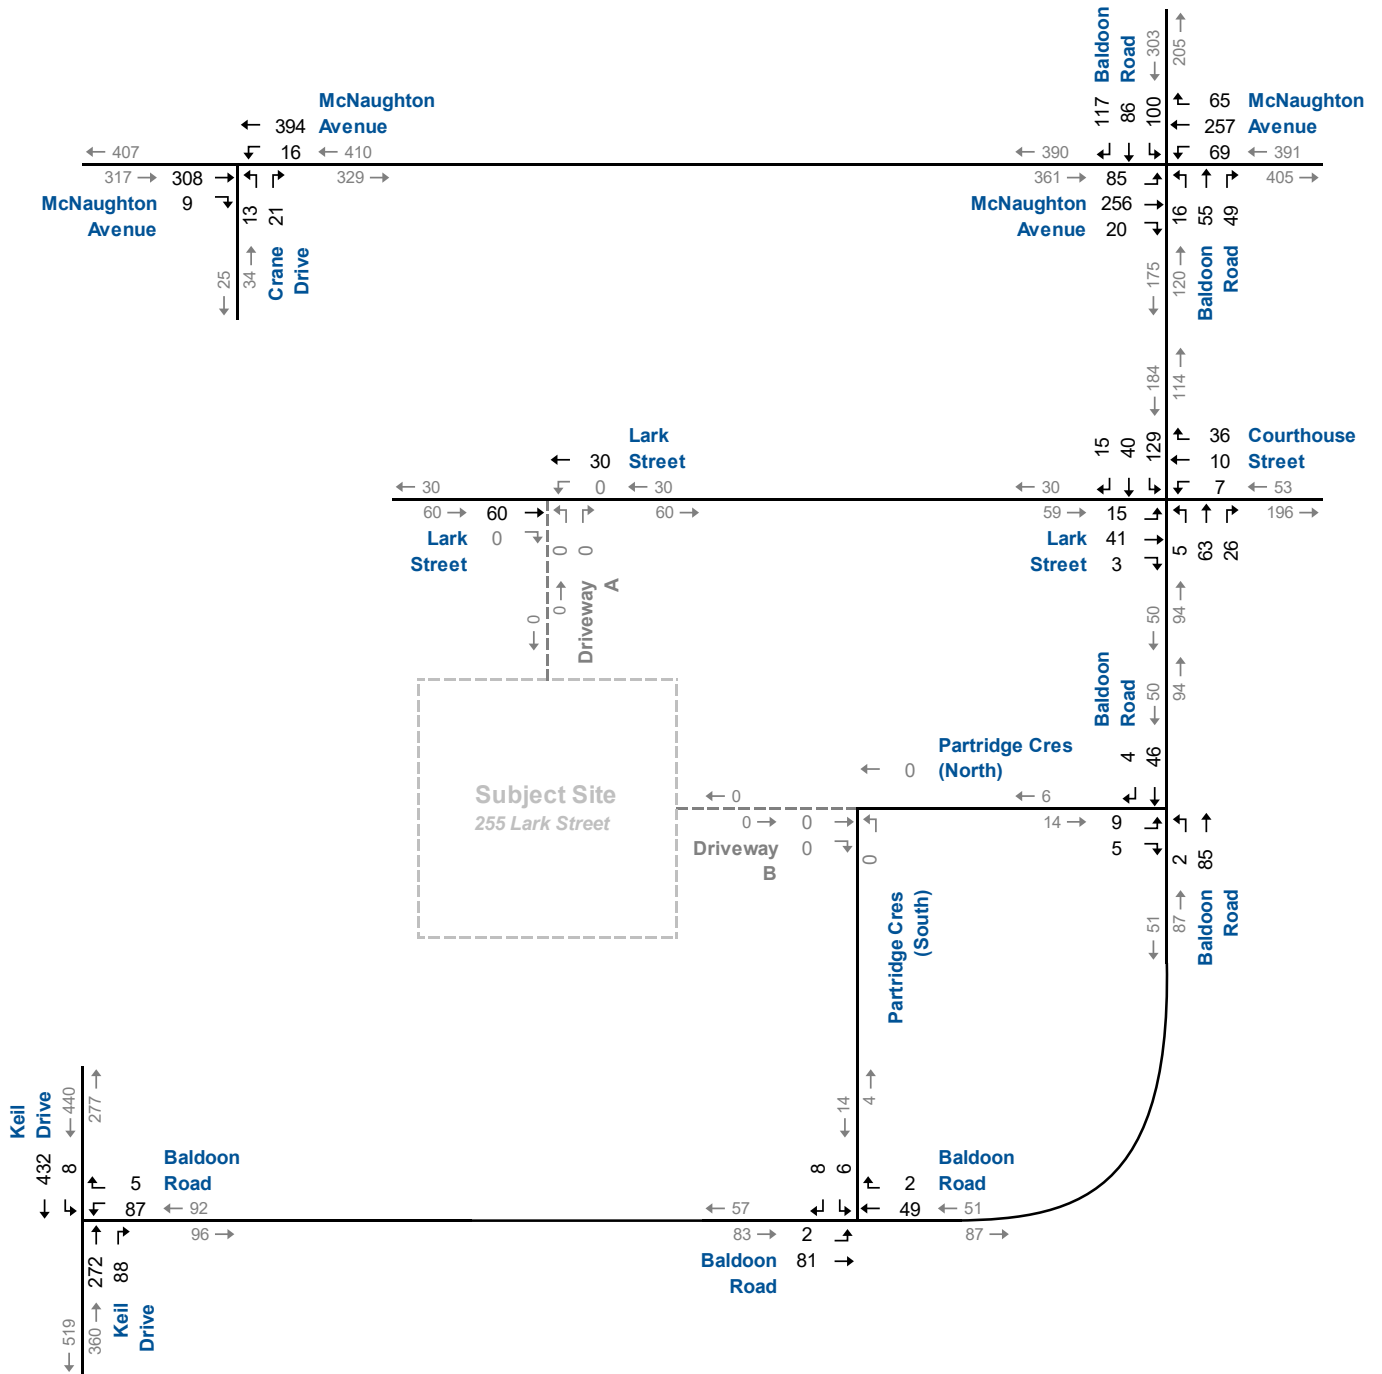 Baldoon
Road
303
205
117
86
100
65
McNaughton
257
Avenue
69
391
McNaughton
Avenue
394
16
410
407
317
308
329
McNaughton
9
Avenue
13
21
25
34
Crane
Drive
390
361
85
405
McNaughton
256
Avenue
20
16
55
49
175
120
Baldoon
Road
184
114
15
40
129
36
Courthouse
10
Street
7
53
Lark
Street
30
0
30
30
60
60
60
Lark
0
Street
0
0
0
0
Driveway
A
30
59
15
196
Lark
41
Street
3
5
63
26
50
94
50
94
Baldoon
Road
4
46
Partridge Cres
(North)
0
Subject Site
255 Lark Street
0
0
0
Driveway
0
B
0
6
14
9
5
2
85
51
87
Baldoon
Road
Partridge Cres
(South)
14
4
8
6
2
Baldoon
Road
49
51
57
83
2
87
Baldoon
81
Road
Keil
Drive
440
277
432
8
5
Baldoon
Road
87
92
96
272
88
519
360
Keil
Drive